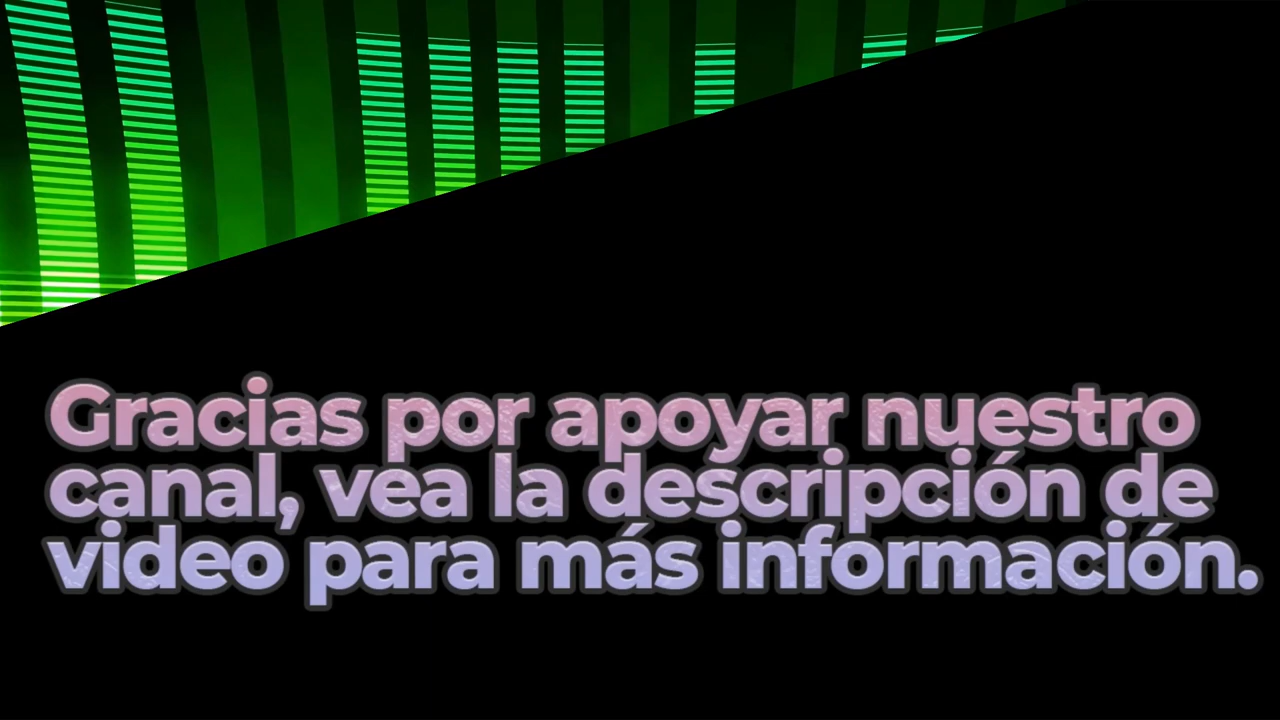 Gracias por apoyar nuestro
canal, vea la descripción de
video para más información.